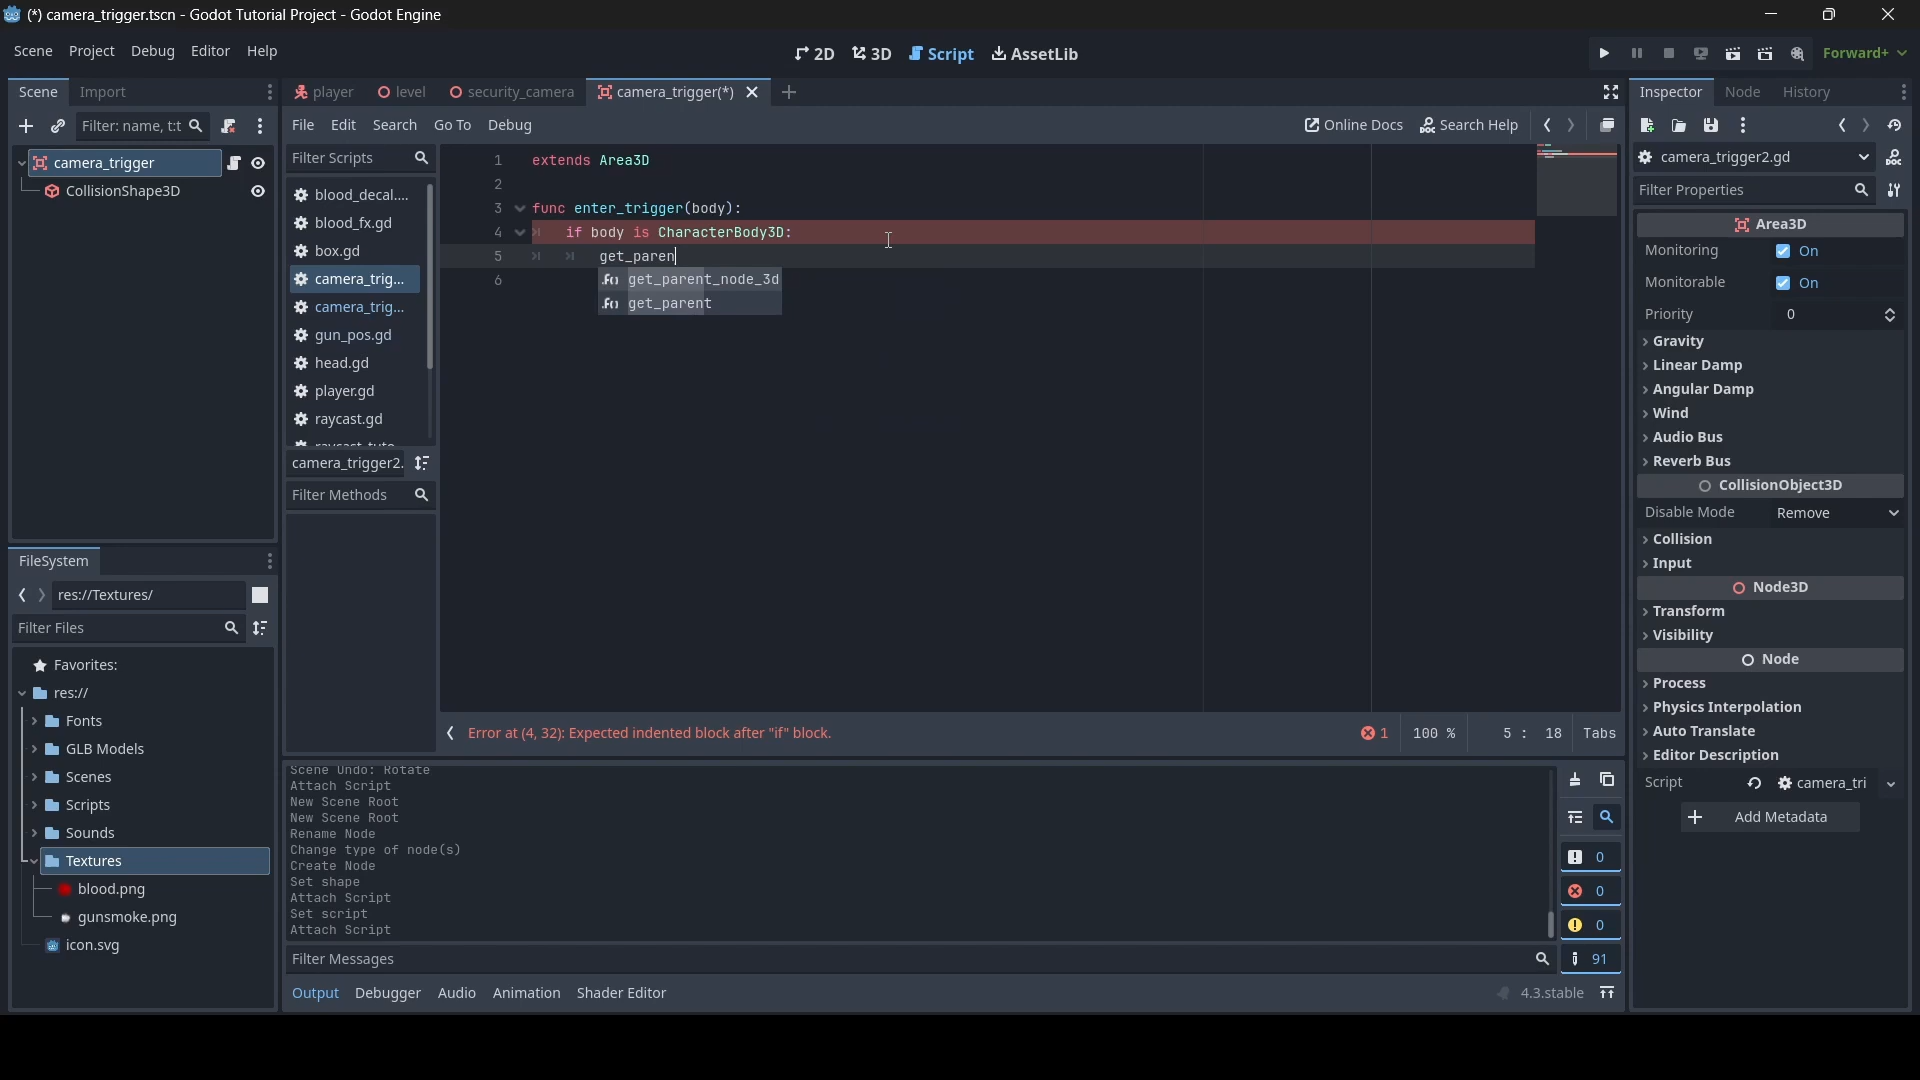 (*) camera_trigger.tscn - Godot Tutorial Project - Godot Engine
Scene Project Debug Editor Help
2D 3D Script AssetLib
Forward+
Scene Import
player level security_camera camera_trigger(*)
Inspector Node History
Filter: name, t:t
File Edit Search Go To Debug
Online Docs Search Help
camera_trigger
CollisionShape3D
Filter Scripts
blood_decal....
blood_fx.gd
box.gd
camera_trig...
camera_trig...
gun_pos.gd
head.gd
player.gd
raycast.gd
camera_trigger2.
Filter Methods
1 extends Area3D
2
3 func enter_trigger(body):
4 if body is CharacterBody3D:
5 get_paren
6
get_parent_node_3d
get_parent
Error at (4, 32): Expected indented block after "if" block.
1 100 % 5 : 18 Tabs
camera_trigger2.gd
Filter Properties
Area3D
Monitoring On
Monitorable On
Priority 0
Gravity
Linear Damp
Angular Damp
Wind
Audio Bus
Reverb Bus
CollisionObject3D
Disable Mode Remove
Collision
Input
Node3D
Transform
Visibility
Node
Process
Physics Interpolation
Auto Translate
Editor Description
Script camera_tri
Add Metadata
FileSystem
res://Textures/
Filter Files
Favorites:
res://
Fonts
GLB Models
Scenes
Scripts
Sounds
Textures
blood.png
gunsmoke.png
icon.svg
Scene Undo: Rotate
Attach Script
New Scene Root
New Scene Root
Rename Node
Change type of node(s)
Create Node
Set shape
Attach Script
Set script
Attach Script
0
0
0
91
Filter Messages
Output Debugger Audio Animation Shader Editor
4.3.stable